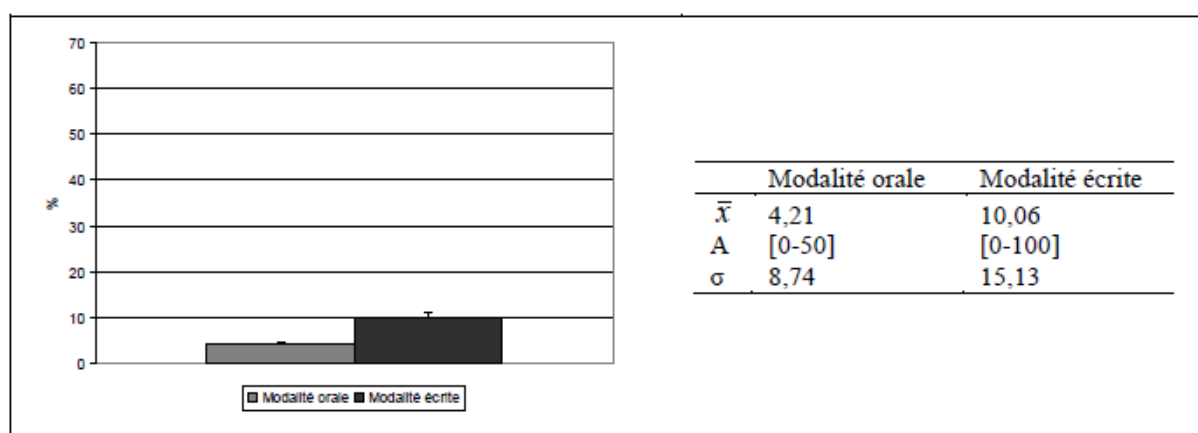 70
60
50
40
%
30
20
10
0
Modalité orale Modalité écrite
Modalité orale Modalité écrite
x̄ 4,21 10,06
A [0-50] [0-100]
σ 8,74 15,13